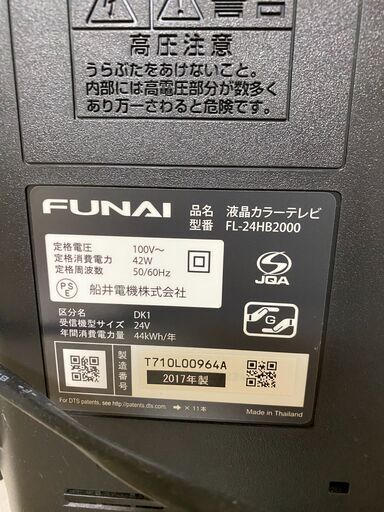 警告
高圧注意
うらぶたをあけないこと。
内部には高電圧部分が数多く
あり万一さわると危険です。
FUNAI
品名 液晶カラーテレビ
型番 FL-24HB2000
定格電圧 100V~
定格消費電力 42W
定格周波数 50/60Hz
PSE 船井電機株式会社
JQA
G
区分名 DK1
受信機型サイズ 24V
年間消費電力量 44kWh/年
製造番号
T710L00964A
2017年製
For DTS patents, see http://patents.dts.com.
× 11本
Made in Thailand